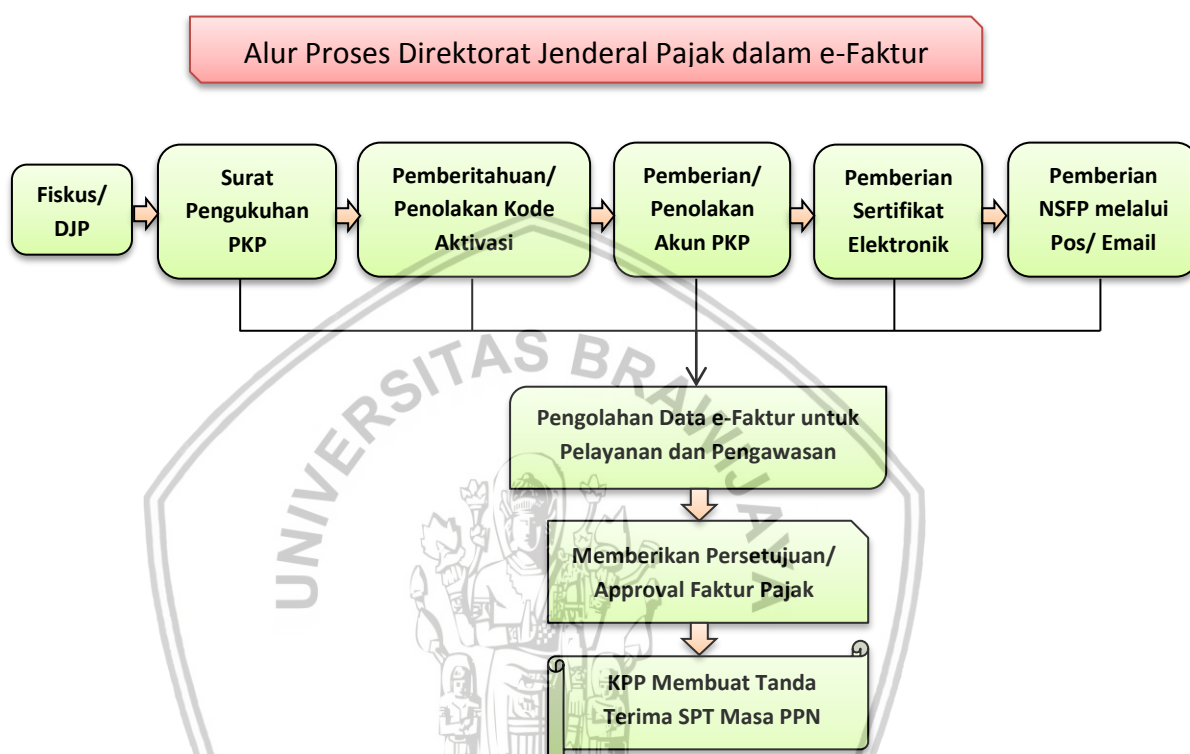 Alur Proses Direktorat Jenderal Pajak dalam e-Faktur
Fiskus/
DJP
Surat
Pengukuhan
PKP
Pemberitahuan/
Penolakan Kode
Aktivasi
Pemberian/
Penolakan
Akun PKP
Pemberian
Sertifikat
Elektronik
Pemberian
NSFP melalui
Pos/ Email
Pengolahan Data e-Faktur untuk
Pelayanan dan Pengawasan
Memberikan Persetujuan/
Approval Faktur Pajak
KPP Membuat Tanda
Terima SPT Masa PPN
UNIVERSITAS BRAWIJAYA